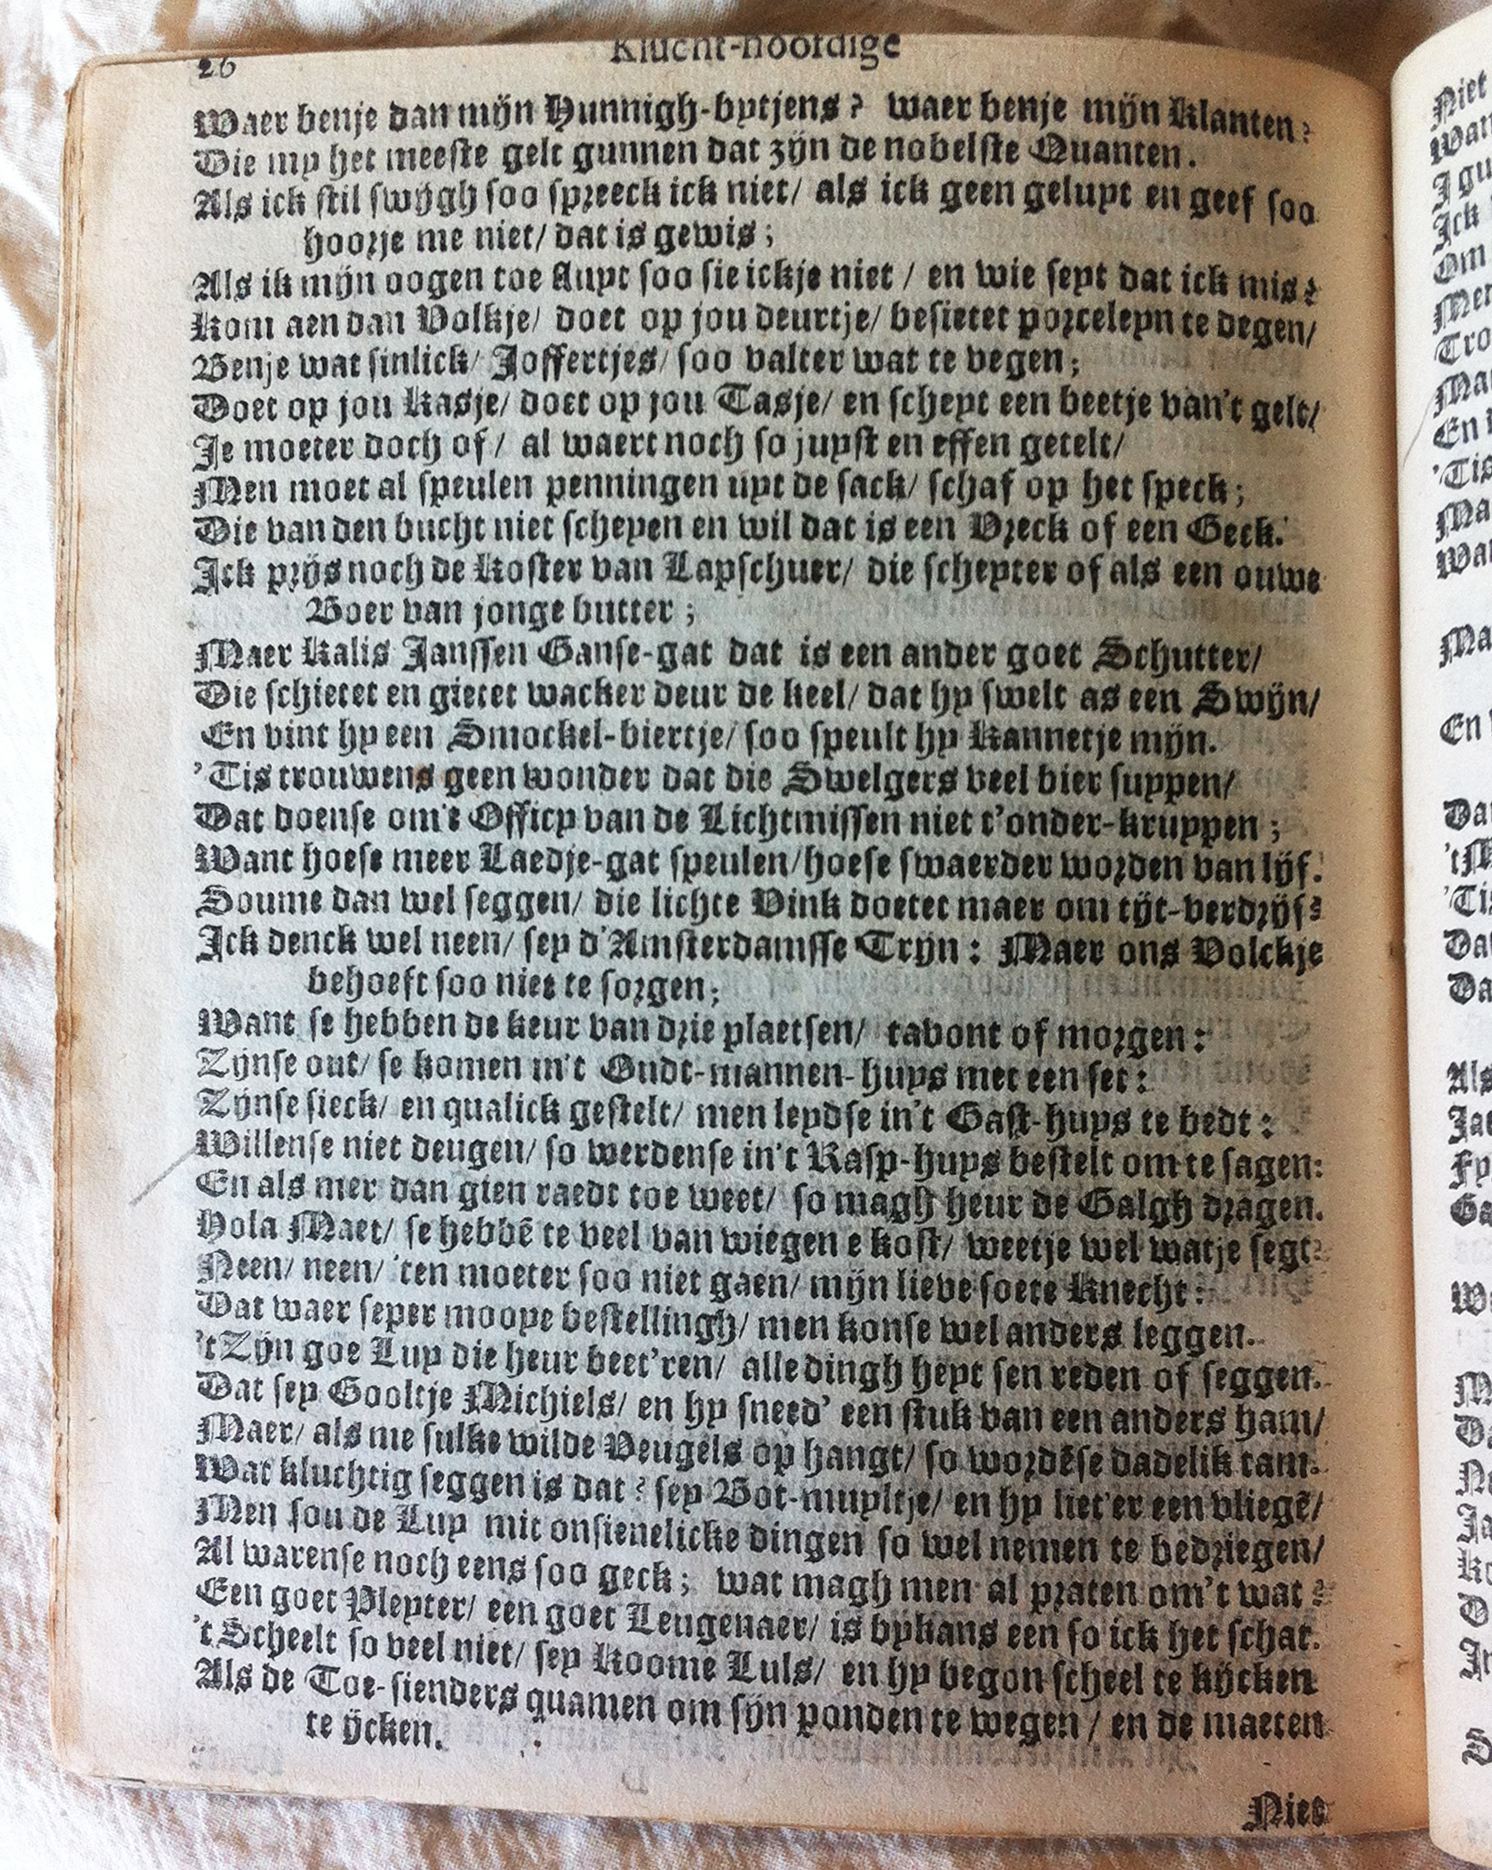 26
Klucht-hoofdige
Waer benje dan mijn Hunnigh-bytjens? waer benje mijn Klanten?
Die my het meeste gelt gunnen dat zijn de nobelste Quanten.
Als ick stil swijgh soo spreeck ick niet/ als ick geen geluyt en geef soo
hoorje me niet/ dat is gewis;
Als ik mijn oogen toe sluyt soo sie ickje niet / en wie seyt dat ick mis?
Kom aen dan Volkje/ doet op jou deurtje/ besietet porceleyn te degen/
Benje wat sinlick/ Joffertjes/ soo valter wat te vegen;
Doet op jou Kasje/ doet op jou Tasje/ en schept een beetje van't gelt/
Je moeter doch of/ al waert noch so juyst en effen getelt/
Men moet al speulen penningen uyt de sack/ schaf op het speck;
Die van den bucht niet scheyen en wil dat is een Vreck of een Geck.
Ick prijs noch de Koster van Lapschuer/ die scheyter of als een ouwe
Boer van jonge butter;
Maer Kalis Janssen Ganse-gat dat is een ander goet Schutter/
Die schietet en gietet wacker deur de keel/ dat hy swelt as een Swijn/
En vint hy een Smockel-biertje/ soo speult hy Kannetje mijn.
'Tis trouwens geen wonder dat die Swelgers veel bier suypen/
Dat doense om't Officy van de Lichtmissen niet t'onder-kruypen;
Want hoese meer Laedje-gat speulen/ hoese swaerder worden van lijf.
Soume dan wel seggen/ die lichte Vink doetet maer om tijt-verdrijf?
Ick denck wel neen/ sey d'Amsterdamsse Trijn: Maer ons Volckje
behoeft soo niet te sorgen;
Want se hebben de keur van drie plaetsen/ tavont of morgen:
Zijnse out/ se komen in't Oudt-mannen-huys met een set:
Zijnse sieck/ en qualick gestelt/ men leydse in't Gast-huys te bedt:
Willense niet deugen/ so werdense in't Rasp-huys bestelt om te sagen:
En als mer dan gien raedt toe weet/ so magh heur de Galgh dragen.
Hola Maet/ se hebbē te veel van wiegen e kost/ weetje wel watje segt?
Neen/ neen/ 'ten moeter soo niet gaen/ mijn lieve soete Knecht:
Dat waer seper mooye bestellingh/ men konse wel anders leggen.
't Zijn goe Luy die heur beet'ren/ alle dingh heyt sen reden of seggen.
Dat sey Gooltje Michiels/ en hy sneed' een stuk van een anders ham/
Maer/ als me sulke wilde Veugels op hangt/ so wordēse dadelik tam.
Wat kluchtig seggen is dat? sey Bot-muyltje/ en hy liet'er een vliegē/
Men sou de Luy mit onsienelicke dingen so wel nemen te bedriegen/
Al warense noch eens soo geck; wat magh men al praten om't wat?
Een goet Pleyter/ een goet Leugenaer/ is bykans een so ick het schat.
't Scheelt so veel niet/ sey Koome Luls/ en hy begon scheel te kijcken
Als de Toe-sienders quamen om sijn ponden te wegen/ en de maeten
te ijcken.
Niet